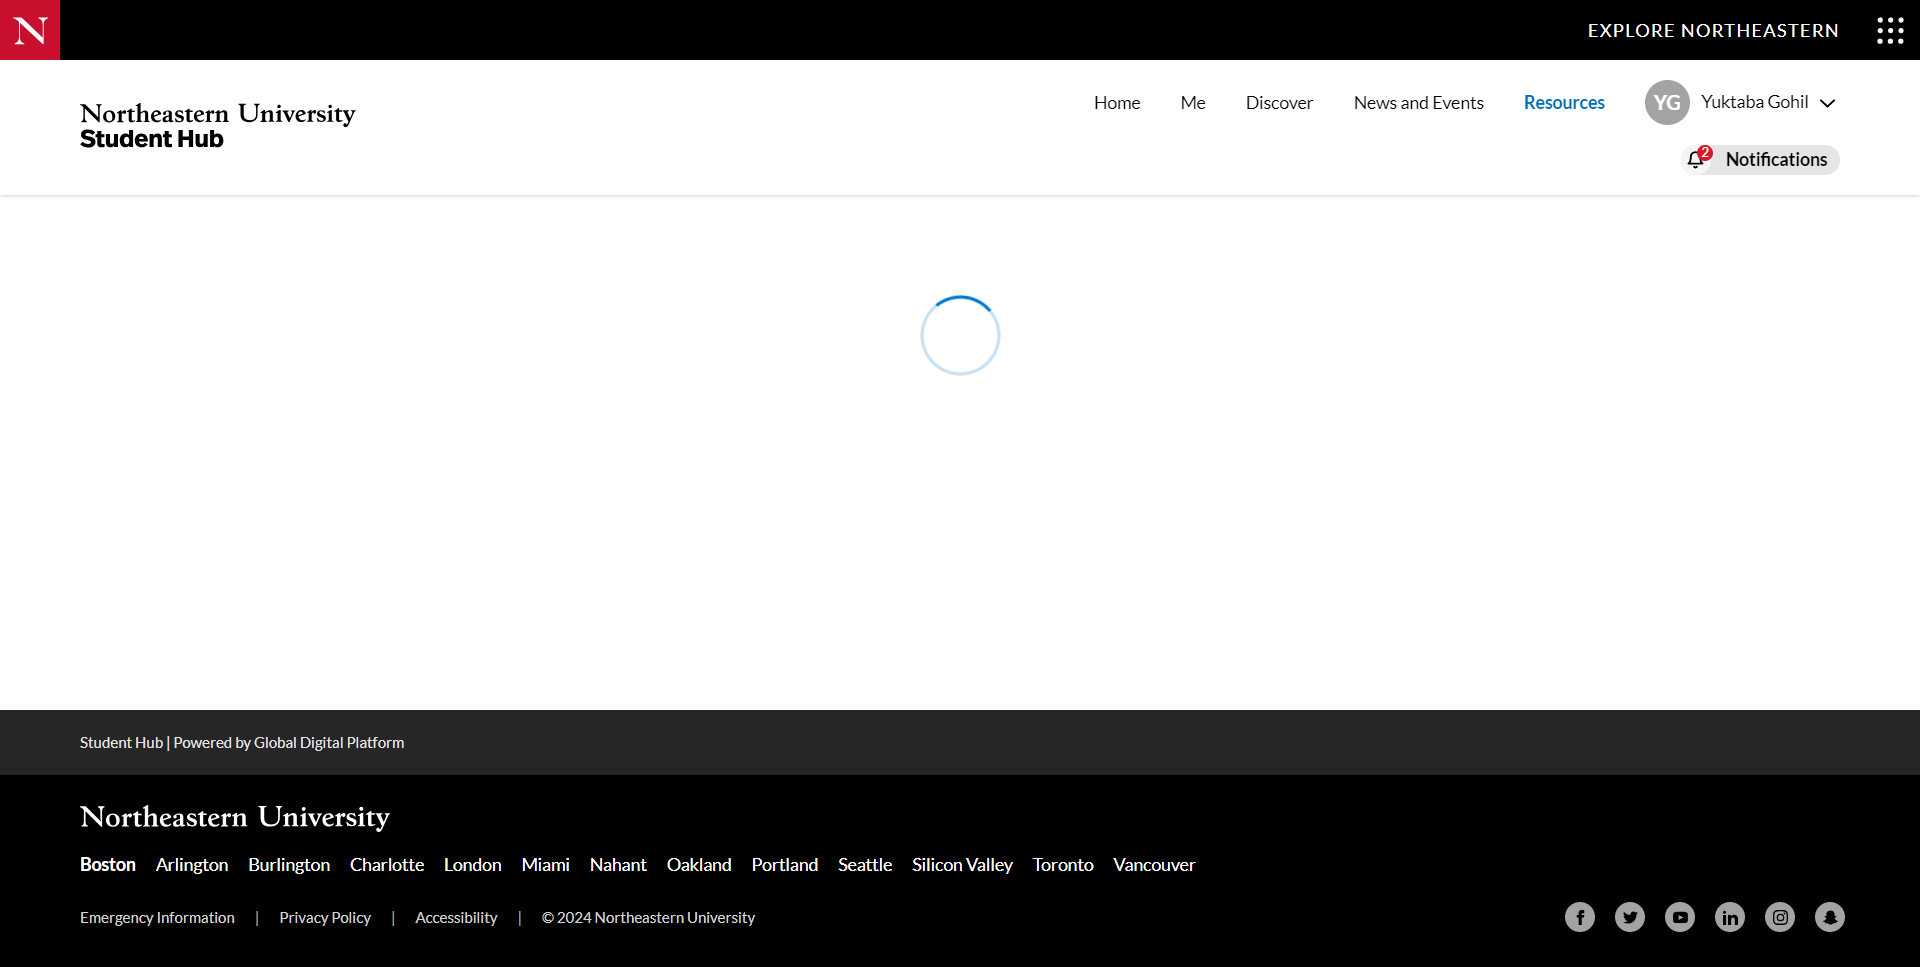 N
EXPLORE NORTHEASTERN
Northeastern University
Student Hub
Home Me Discover News and Events Resources YG Yuktaba Gohil
2 Notifications
Student Hub | Powered by Global Digital Platform
Northeastern University
Boston Arlington Burlington Charlotte London Miami Nahant Oakland Portland Seattle Silicon Valley Toronto Vancouver
Emergency Information | Privacy Policy | Accessibility | © 2024 Northeastern University